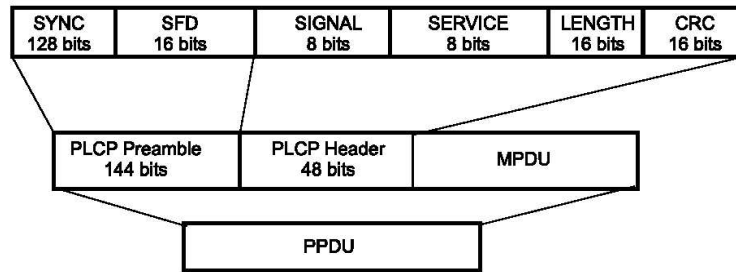 SYNC SFD SIGNAL SERVICE LENGTH CRC
128 bits 16 bits 8 bits 8 bits 16 bits 16 bits
PLCP Preamble PLCP Header MPDU
144 bits 48 bits
PPDU